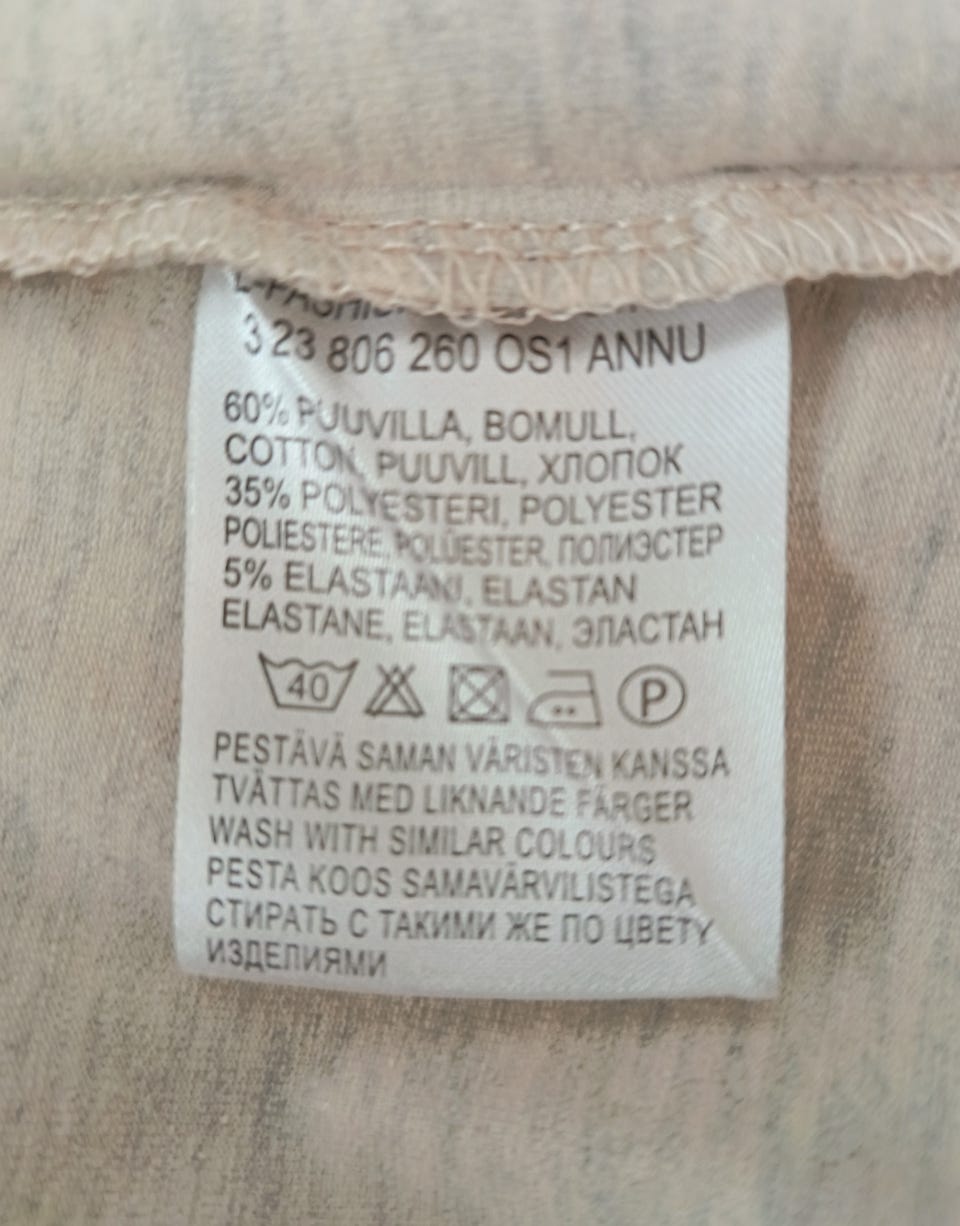 L-FASHION
3 23 806 260 OS1 ANNU
60% PUUVILLA, BOMULL,
COTTON, PUUVILL, ХЛОПОК
35% POLYESTERI, POLYESTER
POLIESTERE, POLÜESTER, ПОЛИЭСТЕР
5% ELASTAANI, ELASTAN
ELASTANE, ELASTAAN, ЭЛАСТАН
40 P
PESTÄVÄ SAMAN VÄRISTEN KANSSA
TVÄTTAS MED LIKNANDE FÄRGER
WASH WITH SIMILAR COLOURS
PESTA KOOS SAMAVÄRVILISTEGA
СТИРАТЬ С ТАКИМИ ЖЕ ПО ЦВЕТУ
ИЗДЕЛИЯМИ